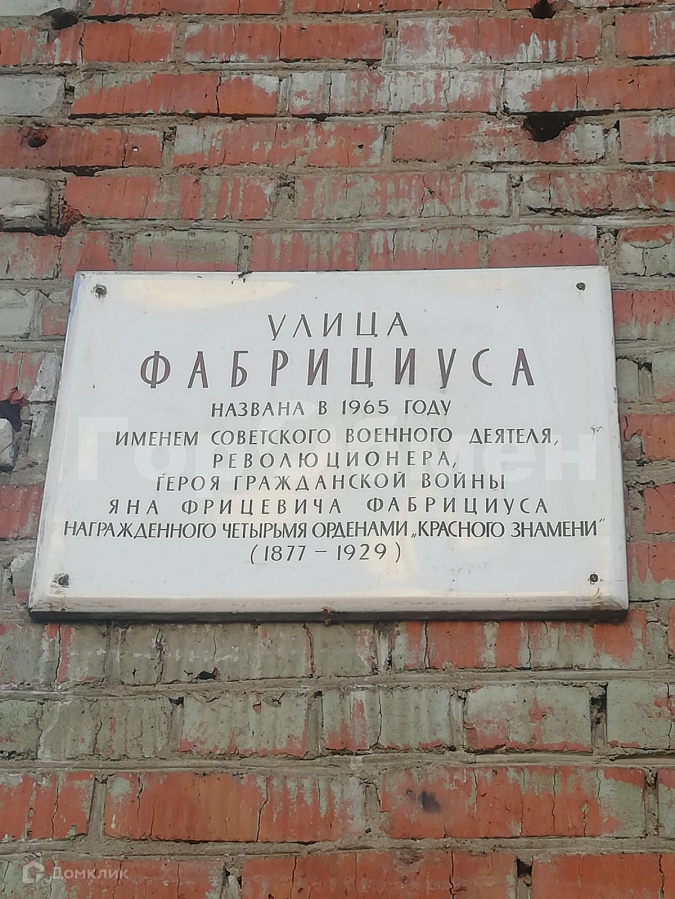 УЛИЦА
ФАБРИЦИУСА
НАЗВАНА В 1965 ГОДУ
ИМЕНЕМ СОВЕТСКОГО ВОЕННОГО ДЕЯТЕЛЯ,
РЕВОЛЮЦИОНЕРА,
ГЕРОЯ ГРАЖДАНСКОЙ ВОЙНЫ
ЯНА ФРИЦЕВИЧА ФАБРИЦИУСА
НАГРАЖДЕННОГО ЧЕТЫРЬМЯ ОРДЕНАМИ „КРАСНОГО ЗНАМЕНИ"
(1877 – 1929)
Домклик